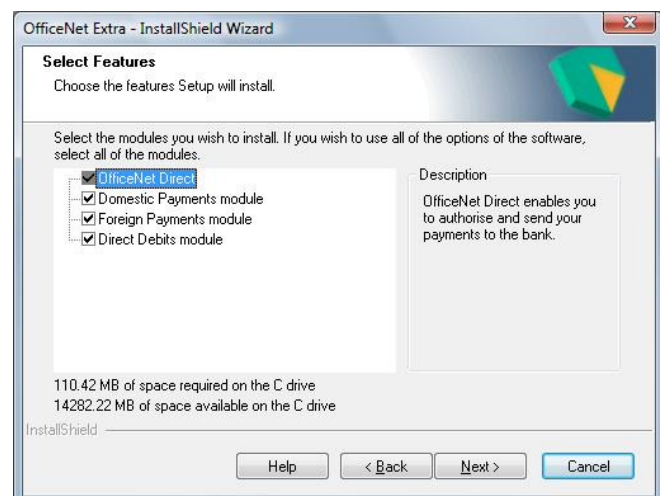 OfficeNet Extra - InstallShield Wizard
Select Features
Choose the features Setup will install.
Select the modules you wish to install. If you wish to use all of the options of the software,
select all of the modules.
OfficeNet Direct
Domestic Payments module
Foreign Payments module
Direct Debits module
Description
OfficeNet Direct enables you
to authorise and send your
payments to the bank.
110.42 MB of space required on the C drive
14282.22 MB of space available on the C drive
InstallShield
Help
< Back
Next >
Cancel